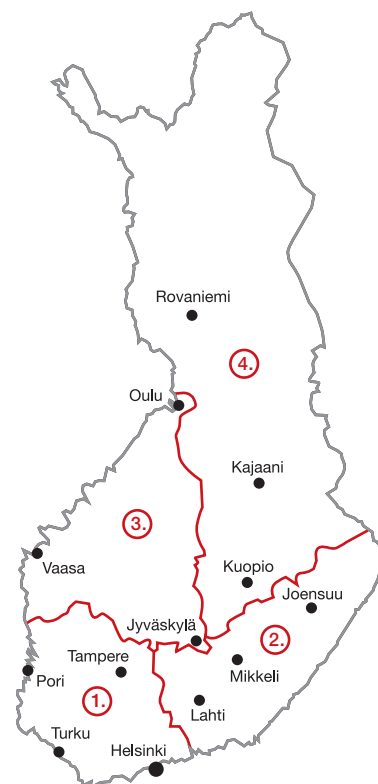 Rovaniemi
4.
Oulu
Kajaani
3.
Vaasa
Kuopio
Joensuu
Jyväskylä
2.
Tampere
Mikkeli
Pori
1.
Lahti
Turku
Helsinki